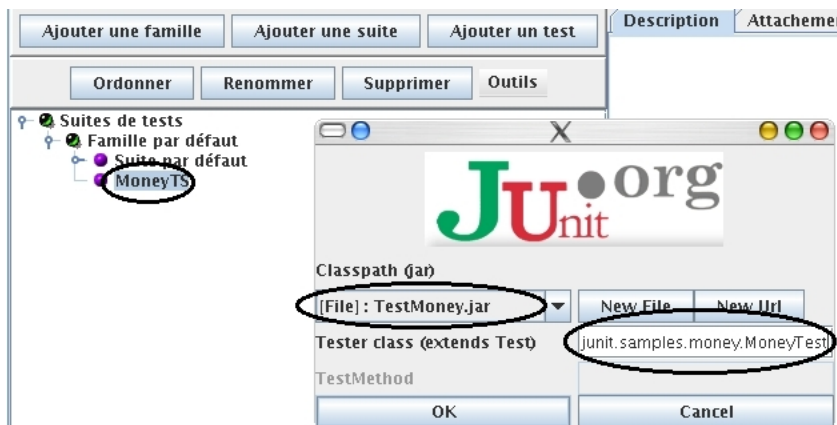 Ajouter une famille
Ajouter une suite
Ajouter un test
Description
Attacheme
Ordonner
Renommer
Supprimer
Outils
Suites de tests
Famille par défaut
Suite par défaut
MoneyTS
X
JUnit.org
Classpath (jar)
[File] : TestMoney.jar
New File
New Url
Tester class (extends Test)
junit.samples.money.MoneyTest
TestMethod
OK
Cancel